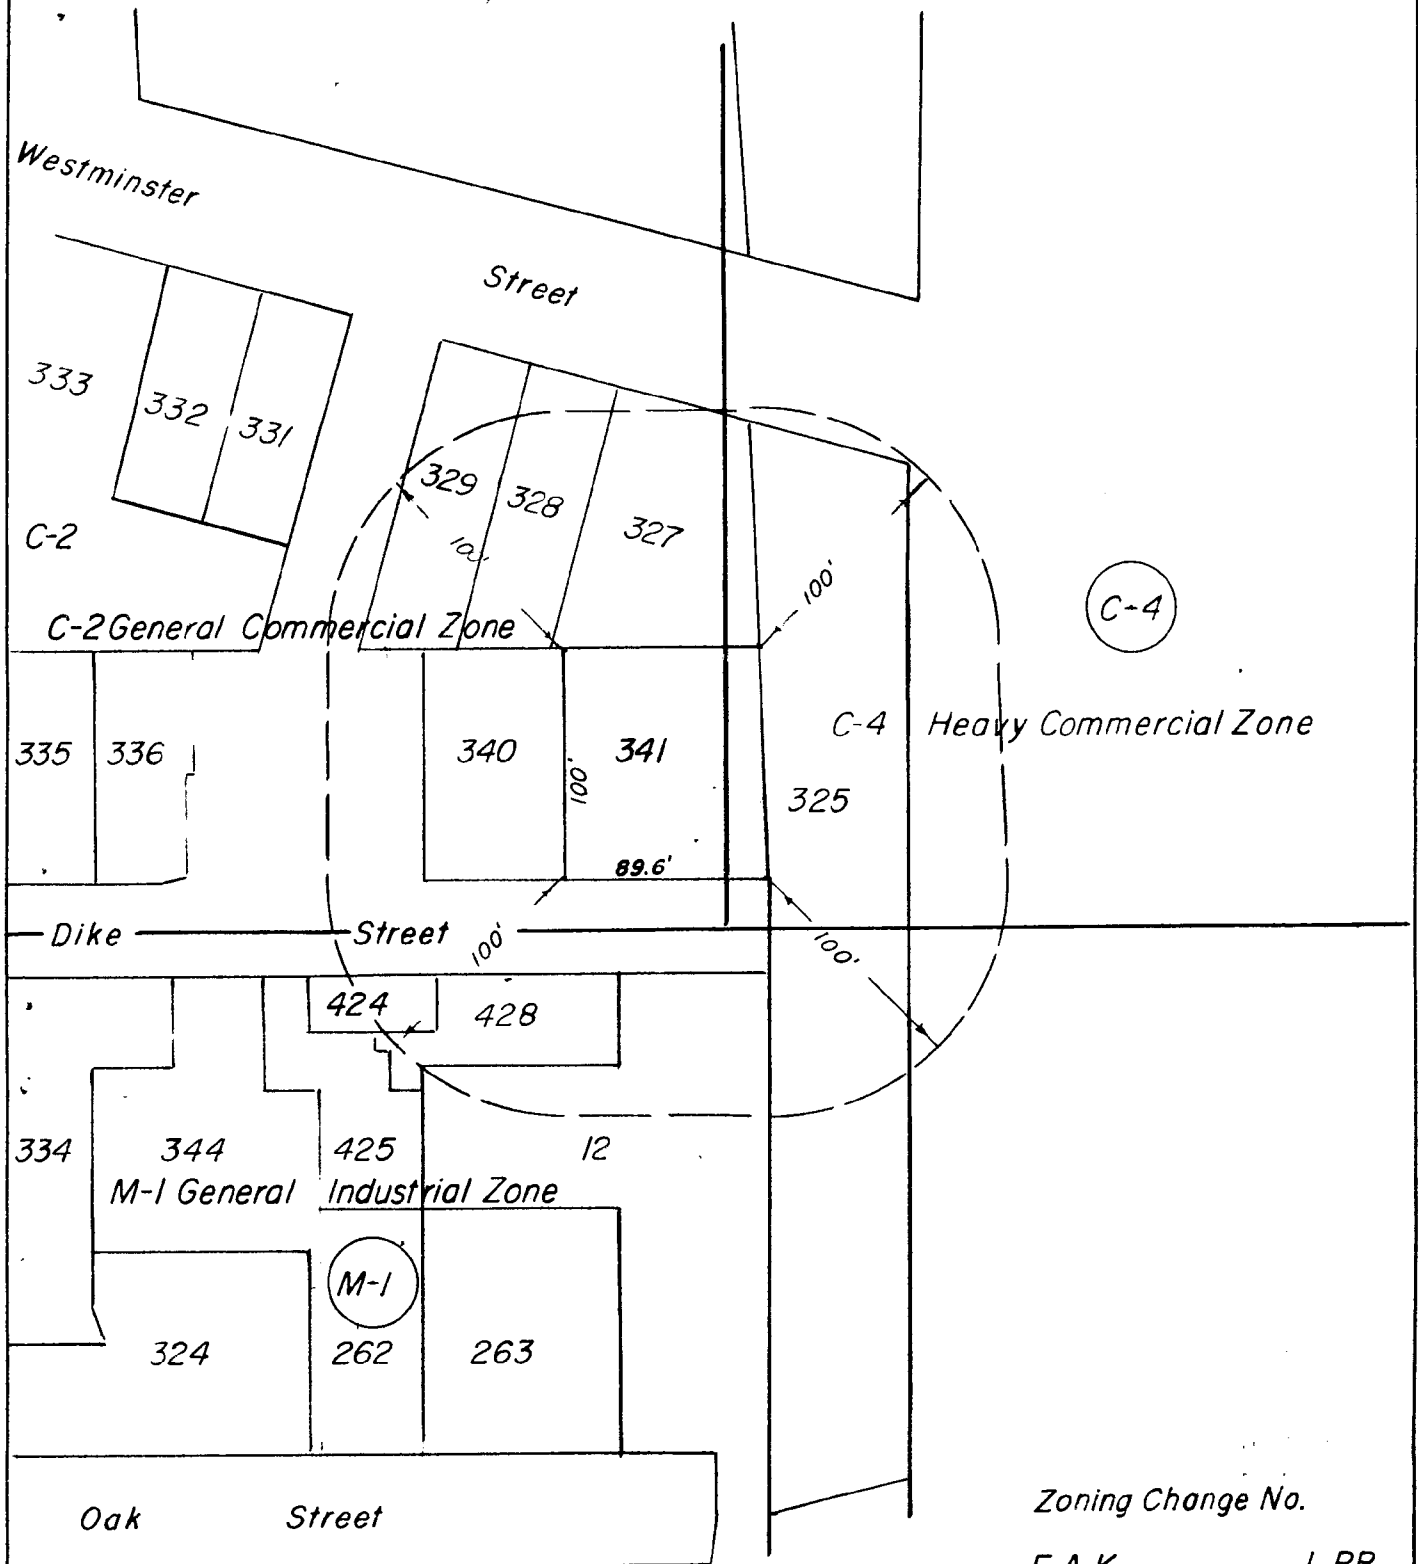 Westminster
Street
333
332
331
329
328
327
100'
100'
C-2
C-2 General Commercial Zone
C-4
C-4 Heavy Commercial Zone
335
336
340
341
100'
325
89.6'
Dike Street
100'
100'
424
428
334
344
425
12
M-1 General Industrial Zone
M-1
324
262
263
Oak Street
Zoning Change No.